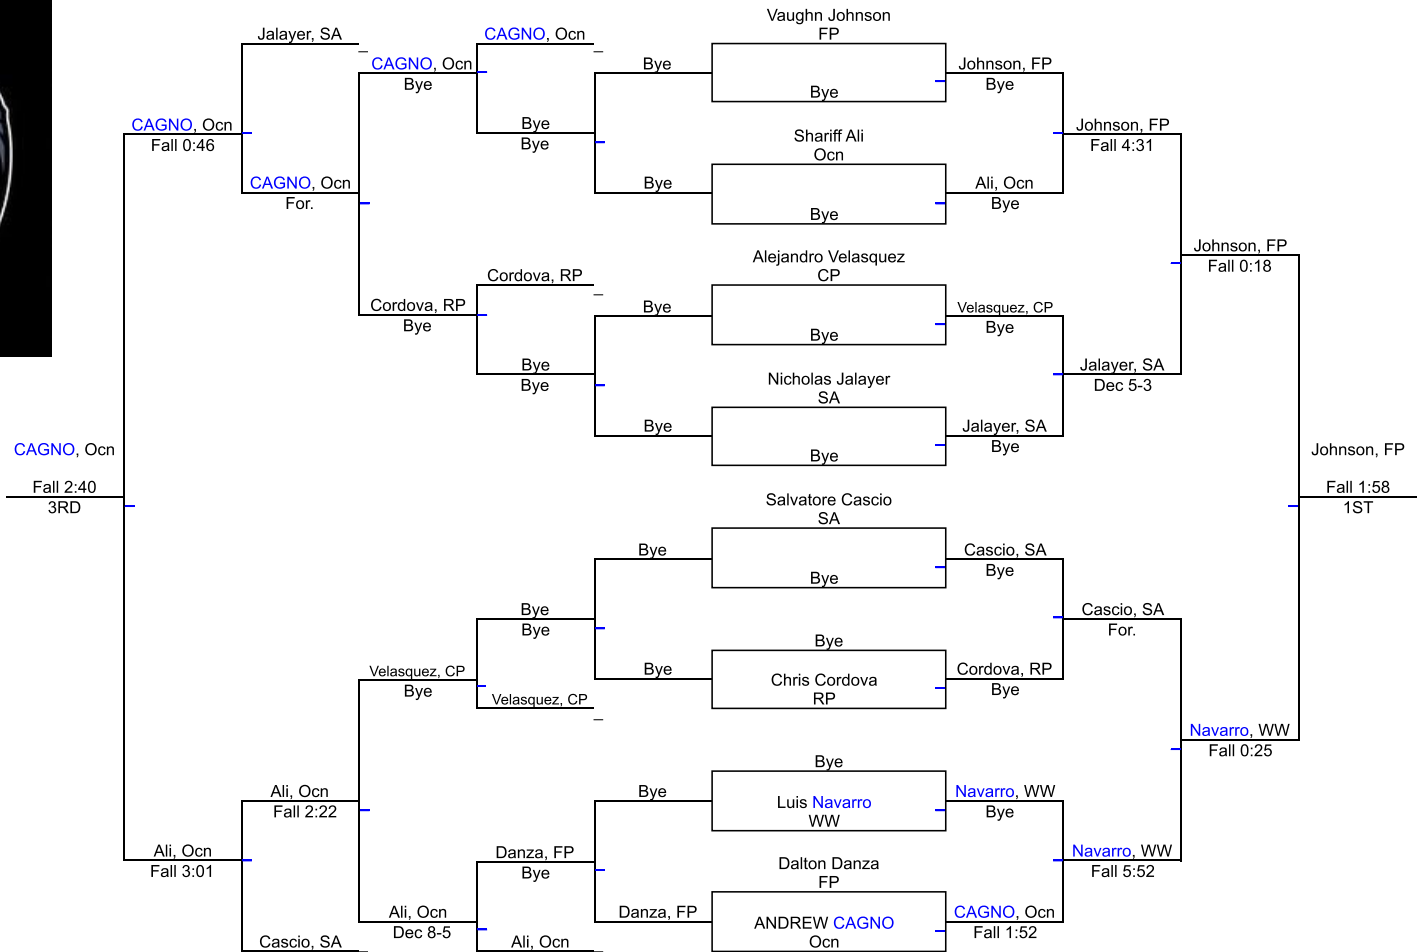 Vaughn Johnson
FP
Jalayer, SA
CAGNO, Ocn
CAGNO, Ocn
Bye
Bye
Johnson, FP
Bye
Bye
Bye
CAGNO, Ocn
Fall 0:46
Bye
Bye
Shariff Ali
Ocn
Johnson, FP
Fall 4:31
CAGNO, Ocn
For.
Bye
Bye
Ali, Ocn
Bye
Alejandro Velasquez
CP
Johnson, FP
Fall 0:18
Cordova, RP
Cordova, RP
Bye
Bye
Bye
Velasquez, CP
Bye
Bye
Bye
Nicholas Jalayer
SA
Jalayer, SA
Dec 5-3
Bye
Bye
Jalayer, SA
Bye
CAGNO, Ocn
Fall 2:40
3RD
Johnson, FP
Fall 1:58
1ST
Salvatore Cascio
SA
Bye
Bye
Cascio, SA
Bye
Bye
Bye
Cascio, SA
For.
Bye
Velasquez, CP
Bye
Velasquez, CP
Bye
Chris Cordova
RP
Cordova, RP
Bye
Navarro, WW
Fall 0:25
Bye
Ali, Ocn
Fall 2:22
Bye
Luis Navarro
WW
Navarro, WW
Bye
Ali, Ocn
Fall 3:01
Danza, FP
Bye
Dalton Danza
FP
Navarro, WW
Fall 5:52
Ali, Ocn
Dec 8-5
Danza, FP
ANDREW CAGNO
Ocn
CAGNO, Ocn
Fall 1:52
Cascio, SA
Ali, Ocn